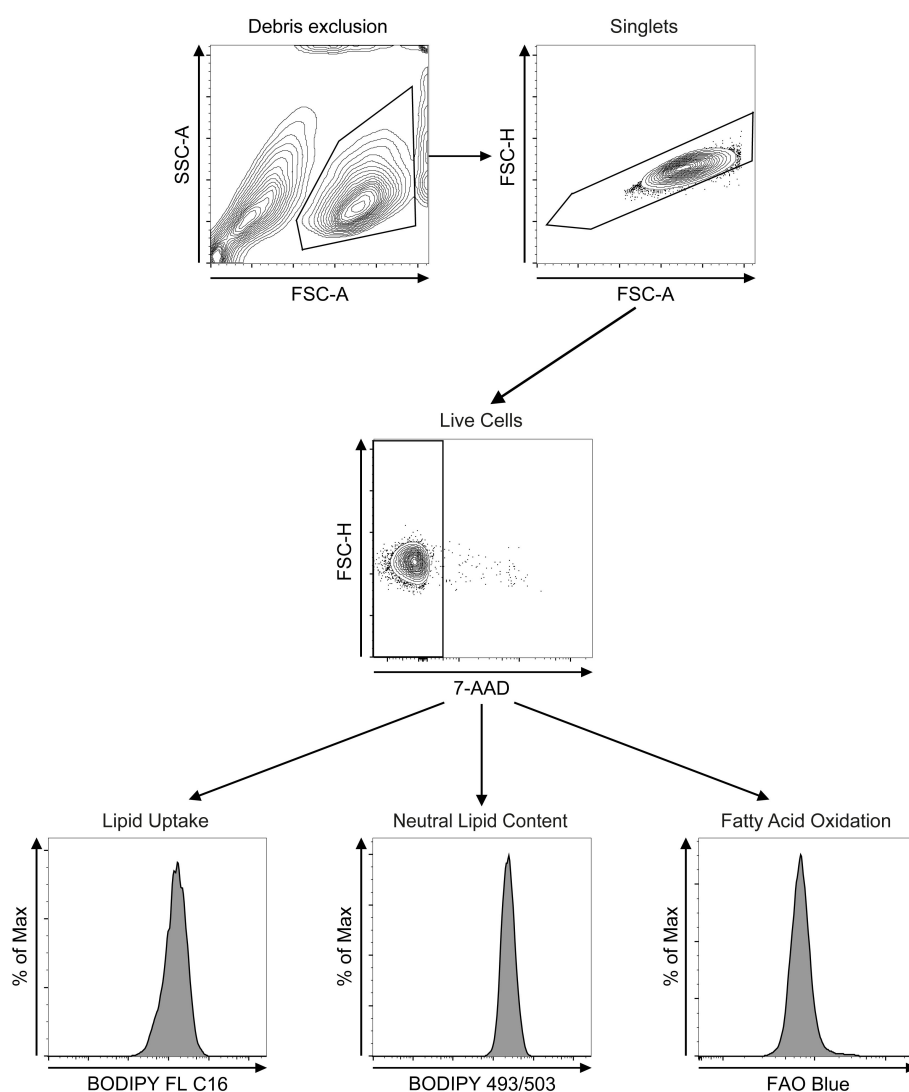 Debris exclusion
Singlets
SSC-A
FSC-A
FSC-H
FSC-A
Live Cells
FSC-H
7-AAD
Lipid Uptake
Neutral Lipid Content
Fatty Acid Oxidation
% of Max
BODIPY FL C16
% of Max
BODIPY 493/503
% of Max
FAO Blue